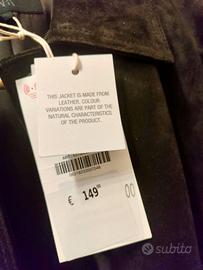 THIS JACKET IS MADE FROM
LEATHER, COLOUR
VARIATIONS ARE PART OF THE
NATURAL CHARACTERISTICS
OF THE PRODUCT.
€ 149
subito